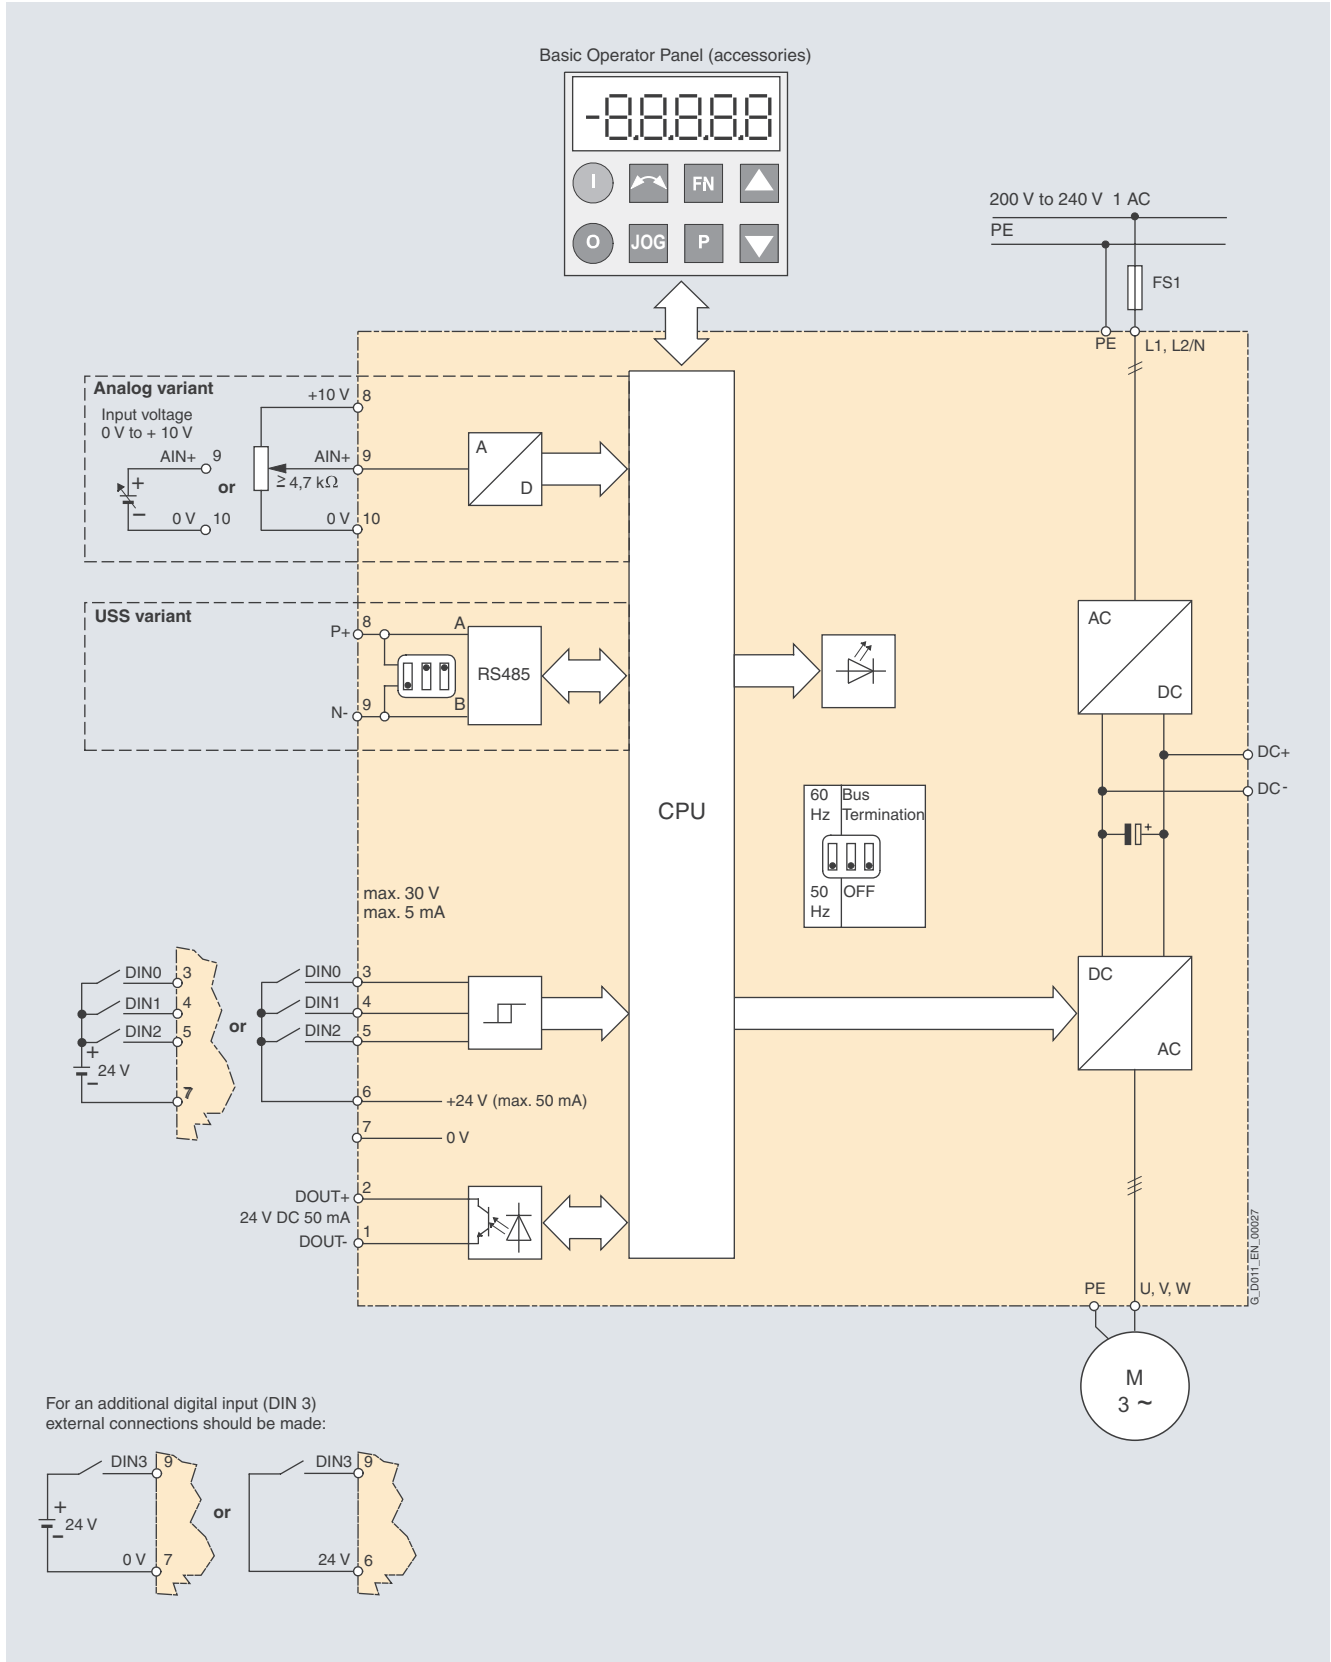 Basic Operator Panel (accessories)
-8.8.8.8.8
I
FN
O
JOG
P
200 V to 240 V 1 AC
PE
FS1
PE
L1, L2/N
Analog variant
Input voltage
0 V to + 10 V
AIN+ 9
+
−
0 V 10
or
+10 V 8
AIN+ 9
≥ 4,7 kΩ
0 V 10
A
D
USS variant
P+ 8
A
RS485
N- 9
B
CPU
AC
DC
DC+
DC-
+
60 Hz
Bus Termination
50 Hz
OFF
max. 30 V
max. 5 mA
DIN0 3
DIN1 4
DIN2 5
+
24 V
−
7
or
DIN0 3
DIN1 4
DIN2 5
6
+24 V (max. 50 mA)
7
0 V
DC
AC
DOUT+ 2
24 V DC 50 mA
DOUT- 1
G_D011_EN_00027
PE
U, V, W
M
3 ~
For an additional digital input (DIN 3)
external connections should be made:
DIN3 9
+
24 V
−
0 V 7
or
DIN3 9
24 V 6